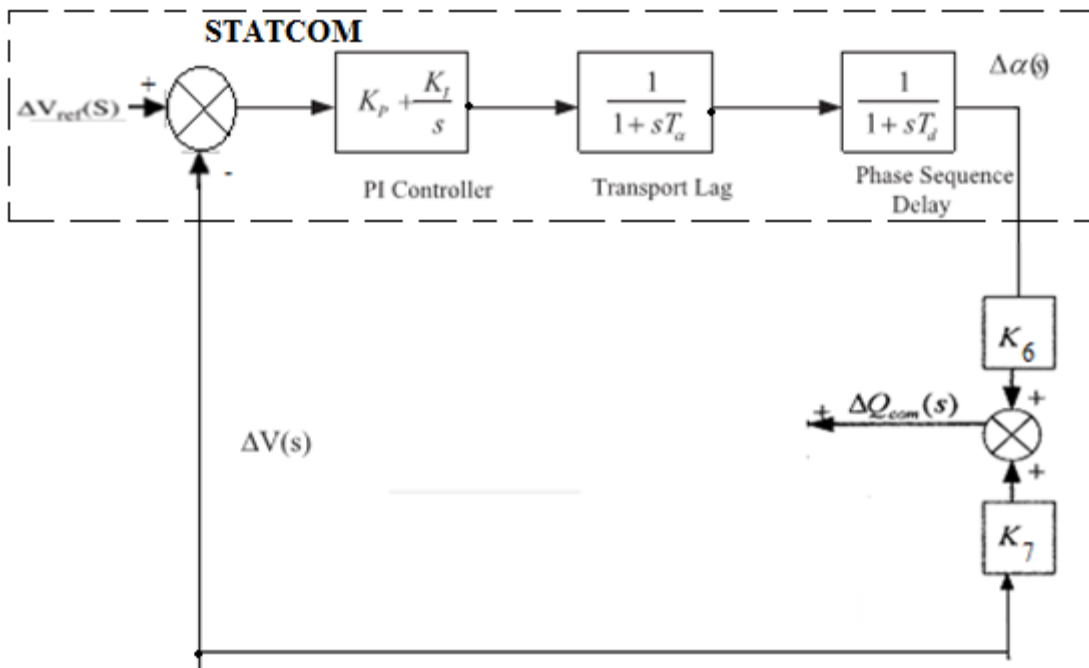 STATCOM
ΔV_ref(S)
+
-
K_P + K_I/s
PI Controller
1/(1 + sT_α)
Transport Lag
1/(1 + sT_d)
Phase Sequence
Delay
Δα(s)
K_6
+
+ ΔQ_com(s)
+
K_7
ΔV(s)